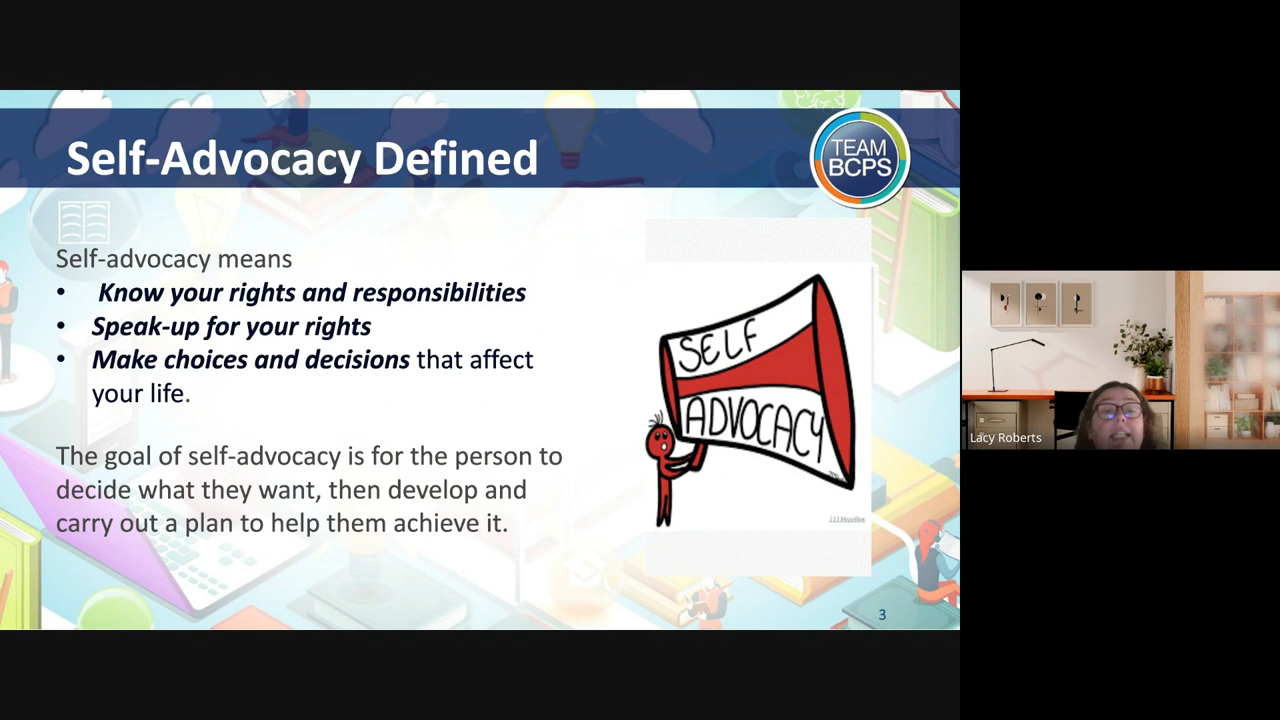 Self-Advocacy Defined
TEAM
BCPS
Self-advocacy means
• Know your rights and responsibilities
• Speak-up for your rights
• Make choices and decisions that affect
your life.
The goal of self-advocacy is for the person to
decide what they want, then develop and
carry out a plan to help them achieve it.
SELF
ADVOCACY
3
Lacy Roberts